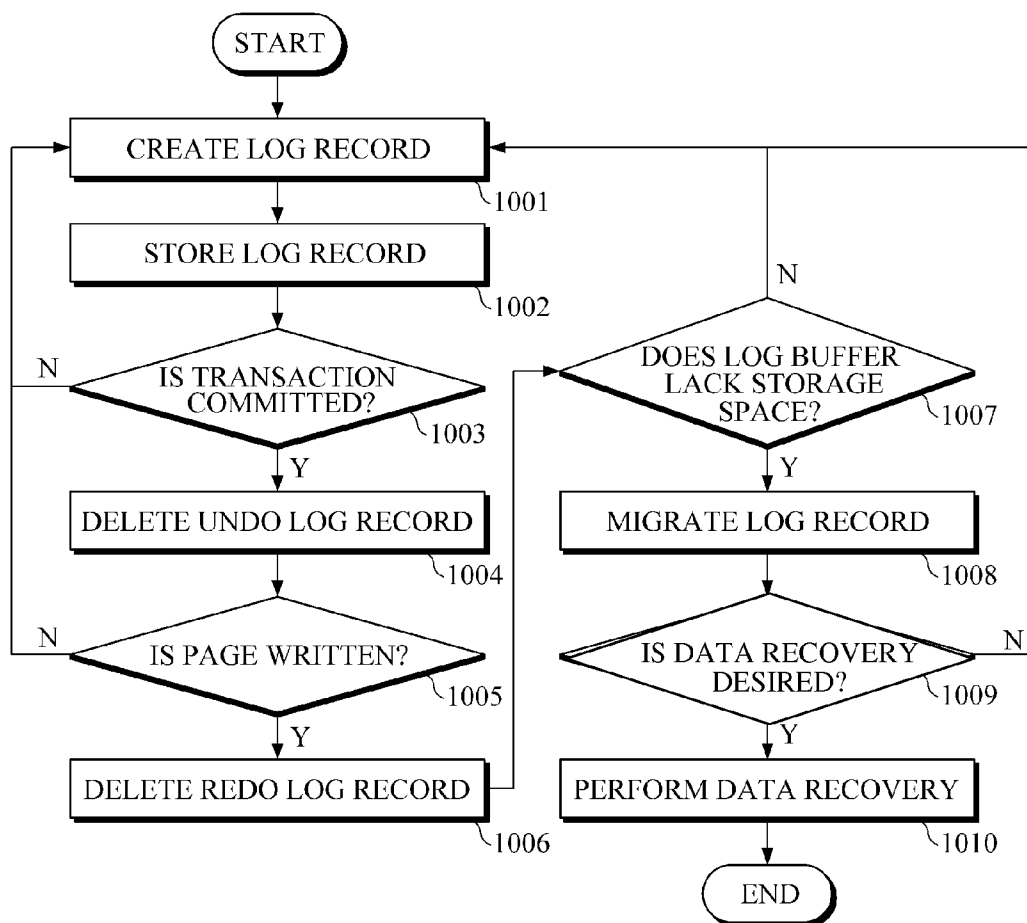 START
CREATE LOG RECORD
1001
STORE LOG RECORD
1002
N
IS TRANSACTION
COMMITTED?
1003
Y
DELETE UNDO LOG RECORD
1004
N
IS PAGE WRITTEN?
1005
Y
DELETE REDO LOG RECORD
1006
N
DOES LOG BUFFER
LACK STORAGE
SPACE?
1007
Y
MIGRATE LOG RECORD
1008
N
IS DATA RECOVERY
DESIRED?
1009
Y
PERFORM DATA RECOVERY
1010
END